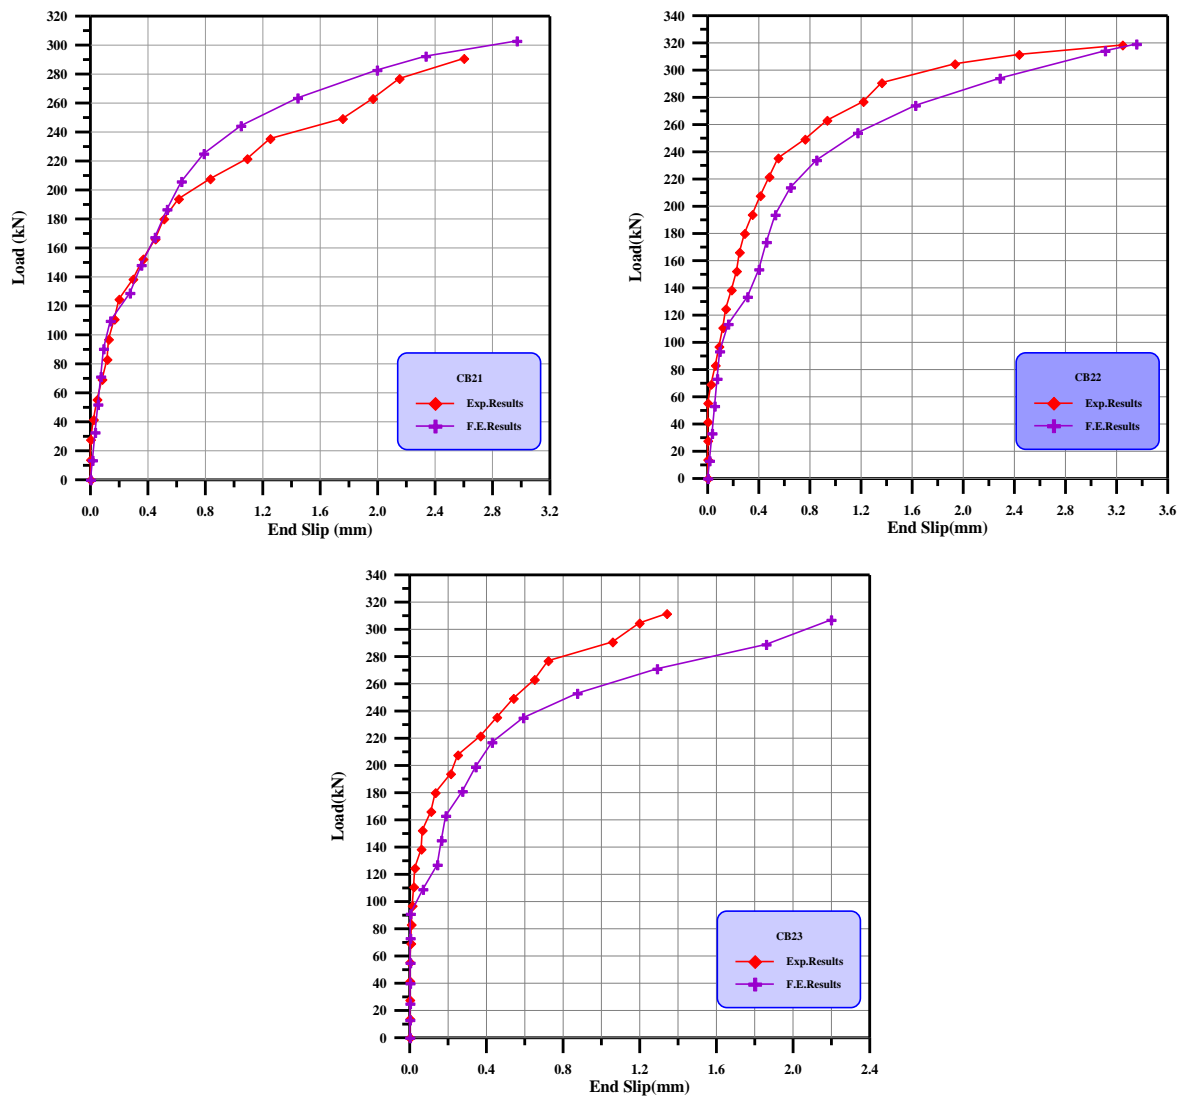 320
300
280
260
240
220
200
180
160
140
120
100
80
60
40
20
0
Load (kN)
0.0 0.4 0.8 1.2 1.6 2.0 2.4 2.8 3.2
End Slip (mm)
CB21
Exp.Results
F.E.Results
340
320
300
280
260
240
220
200
180
160
140
120
100
80
60
40
20
0
Load(kN)
0.0 0.4 0.8 1.2 1.6 2.0 2.4 2.8 3.2 3.6
End Slip(mm)
CB22
Exp.Results
F.E.Results
340
320
300
280
260
240
220
200
180
160
140
120
100
80
60
40
20
0
Load(kN)
0.0 0.4 0.8 1.2 1.6 2.0 2.4
End Slip(mm)
CB23
Exp.Results
F.E.Results